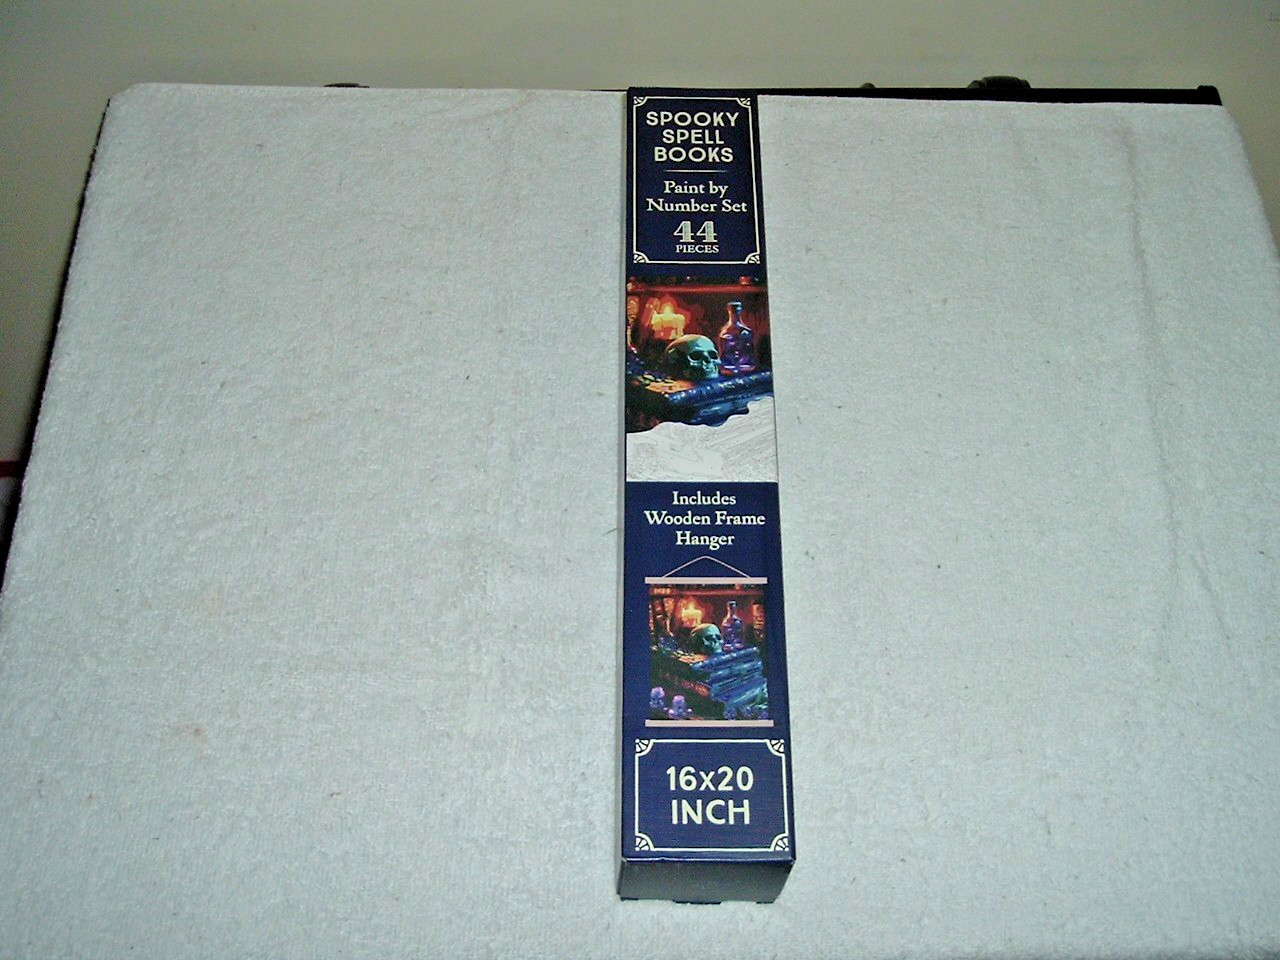 SPOOKY
SPELL
BOOKS
Paint by
Number Set
44
PIECES
Includes
Wooden Frame
Hanger
16x20
INCH